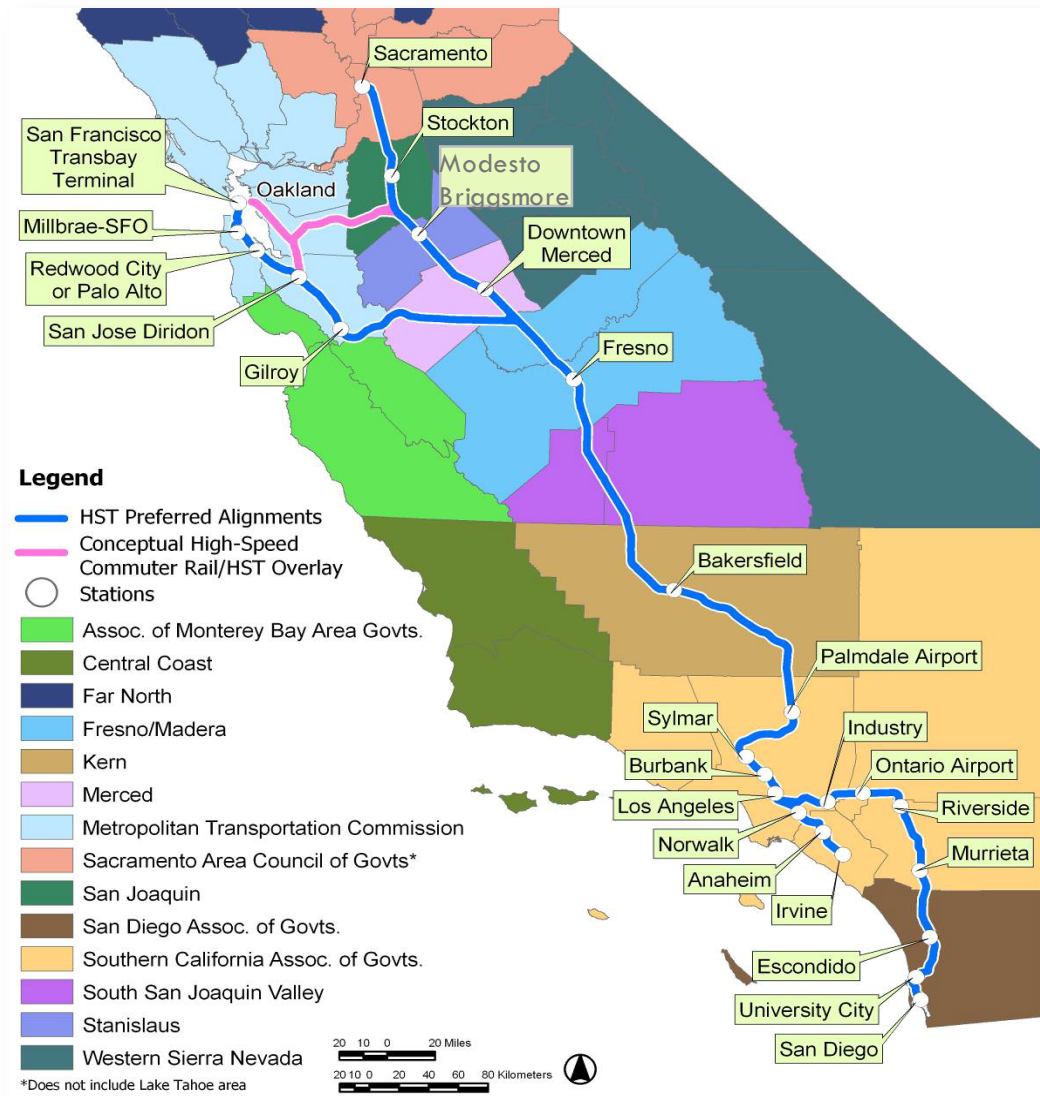 Sacramento
Stockton
San Francisco
Transbay
Terminal
Oakland
Modesto
Briggsmore
Millbrae-SFO
Downtown
Merced
Redwood City
or Palo Alto
San Jose Diridon
Gilroy
Fresno
Legend
HST Preferred Alignments
Conceptual High-Speed
Commuter Rail/HST Overlay
Stations
Assoc. of Monterey Bay Area Govts.
Central Coast
Far North
Fresno/Madera
Kern
Merced
Metropolitan Transportation Commission
Sacramento Area Council of Govts*
San Joaquin
San Diego Assoc. of Govts.
Southern California Assoc. of Govts.
South San Joaquin Valley
Stanislaus
Western Sierra Nevada
*Does not include Lake Tahoe area
Bakersfield
Palmdale Airport
Sylmar
Industry
Burbank
Ontario Airport
Los Angeles
Riverside
Norwalk
Murrieta
Anaheim
Irvine
Escondido
University City
San Diego
20 10 0 20 Miles
20 10 0 20 40 60 80 Kilometers